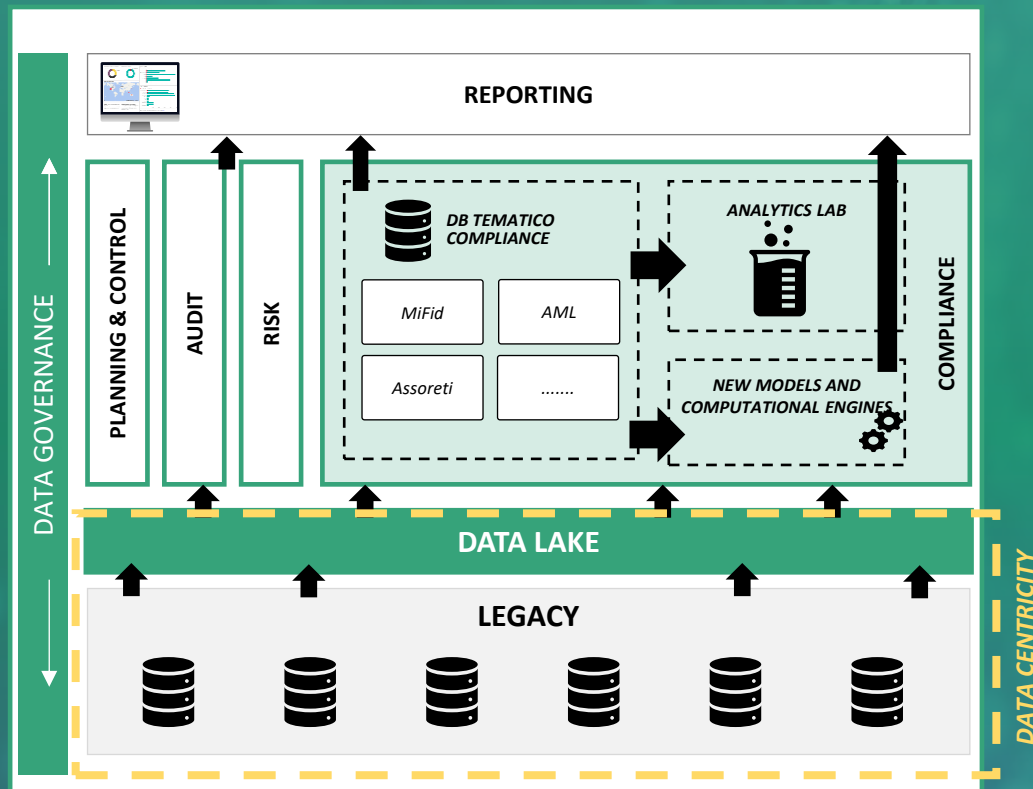 REPORTING
DATA GOVERNANCE
PLANNING & CONTROL
AUDIT
RISK
DB TEMATICO
COMPLIANCE
MiFid
AML
Assoreti
.......
ANALYTICS LAB
NEW MODELS AND
COMPUTATIONAL ENGINES
COMPLIANCE
DATA LAKE
LEGACY
DATA CENTRICITY